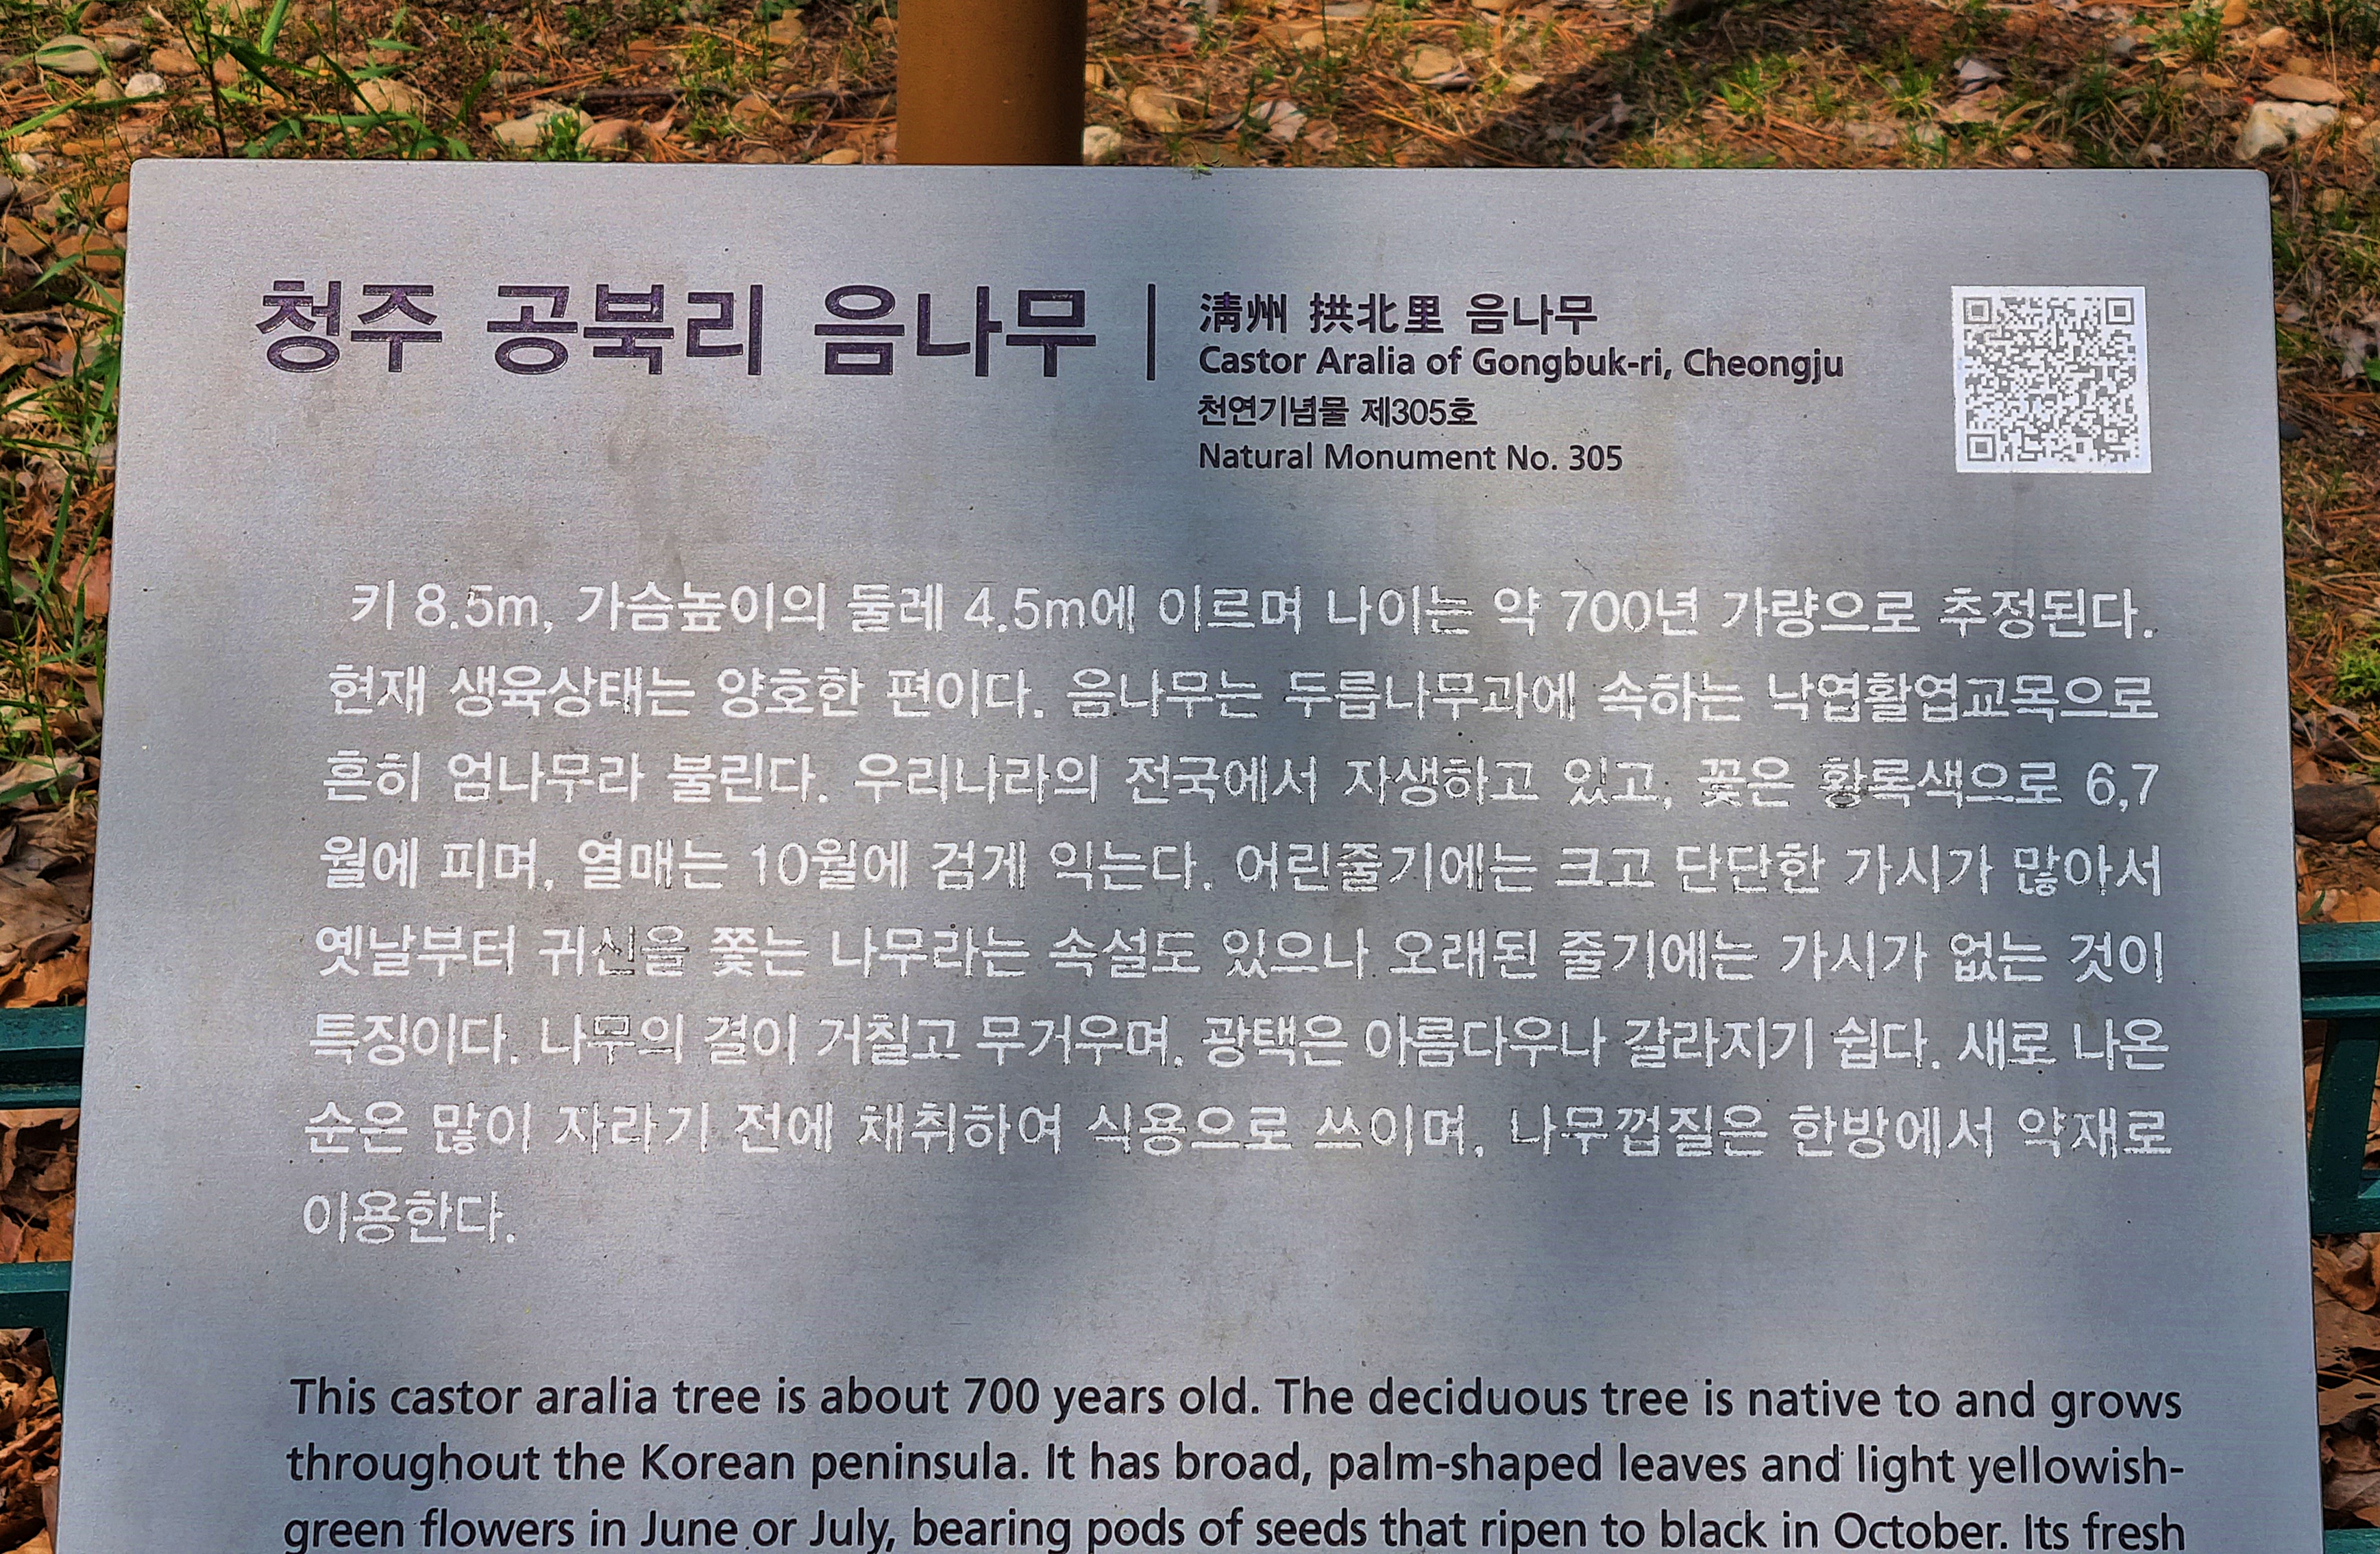 청주 공북리 음나무
淸州 拱北里 음나무
Castor Aralia of Gongbuk-ri, Cheongju
천연기념물 제305호
Natural Monument No. 305
키 8.5m, 가슴높이의 둘레 4.5m에 이르며 나이는 약 700년 가량으로 추정된다.
현재 생육상태는 양호한 편이다. 음나무는 두릅나무과에 속하는 낙엽활엽교목으로
흔히 엄나무라 불린다. 우리나라의 전국에서 자생하고 있고, 꽃은 황록색으로 6,7
월에 피며, 열매는 10월에 검게 익는다. 어린줄기에는 크고 단단한 가시가 많아서
옛날부터 귀신을 쫓는 나무라는 속설도 있으나 오래된 줄기에는 가시가 없는 것이
특징이다. 나무의 결이 거칠고 무거우며, 광택은 아름다우나 갈라지기 쉽다. 새로 나온
순은 많이 자라기 전에 채취하여 식용으로 쓰이며, 나무껍질은 한방에서 약재로
이용한다.
This castor aralia tree is about 700 years old. The deciduous tree is native to and grows
throughout the Korean peninsula. It has broad, palm-shaped leaves and light yellowish-
green flowers in June or July, bearing pods of seeds that ripen to black in October. Its fresh